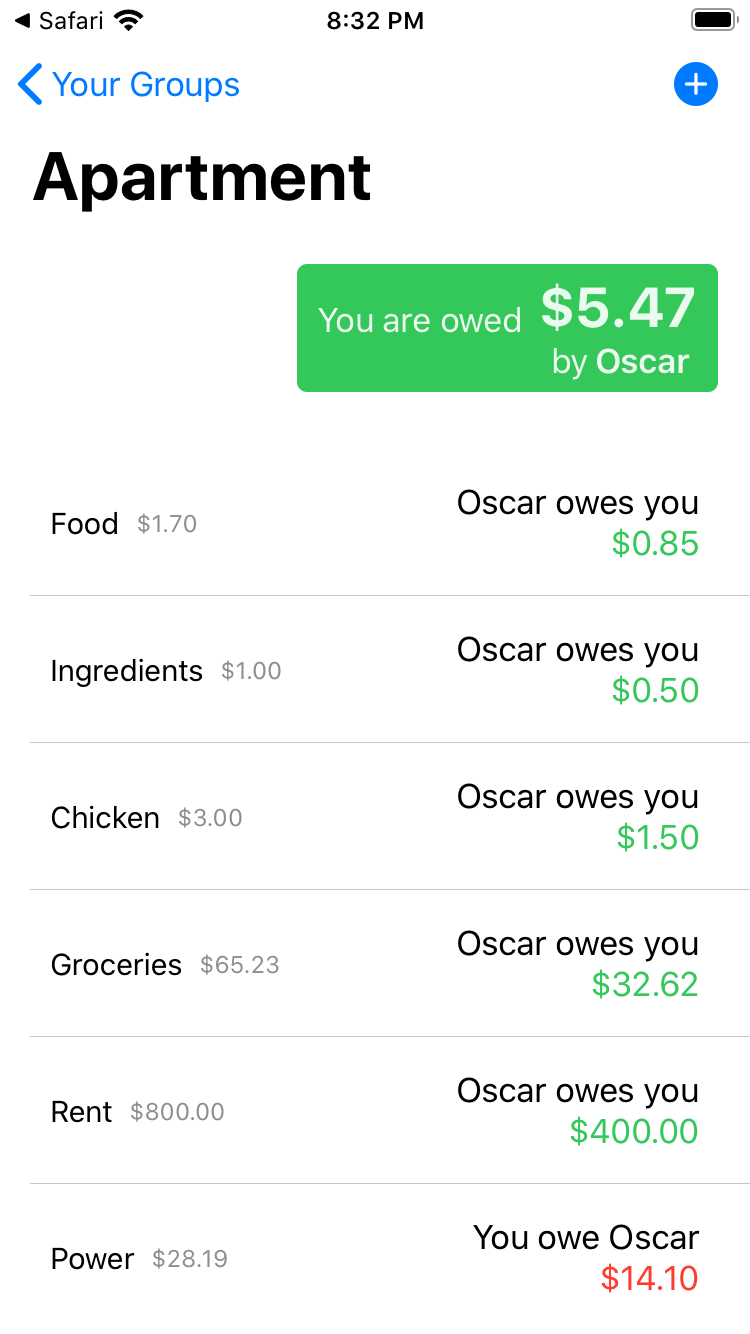 Safari 8:32 PM
Your Groups
Apartment
You are owed $5.47
by Oscar
Food $1.70 Oscar owes you
$0.85
Ingredients $1.00 Oscar owes you
$0.50
Chicken $3.00 Oscar owes you
$1.50
Groceries $65.23 Oscar owes you
$32.62
Rent $800.00 Oscar owes you
$400.00
Power $28.19 You owe Oscar
$14.10